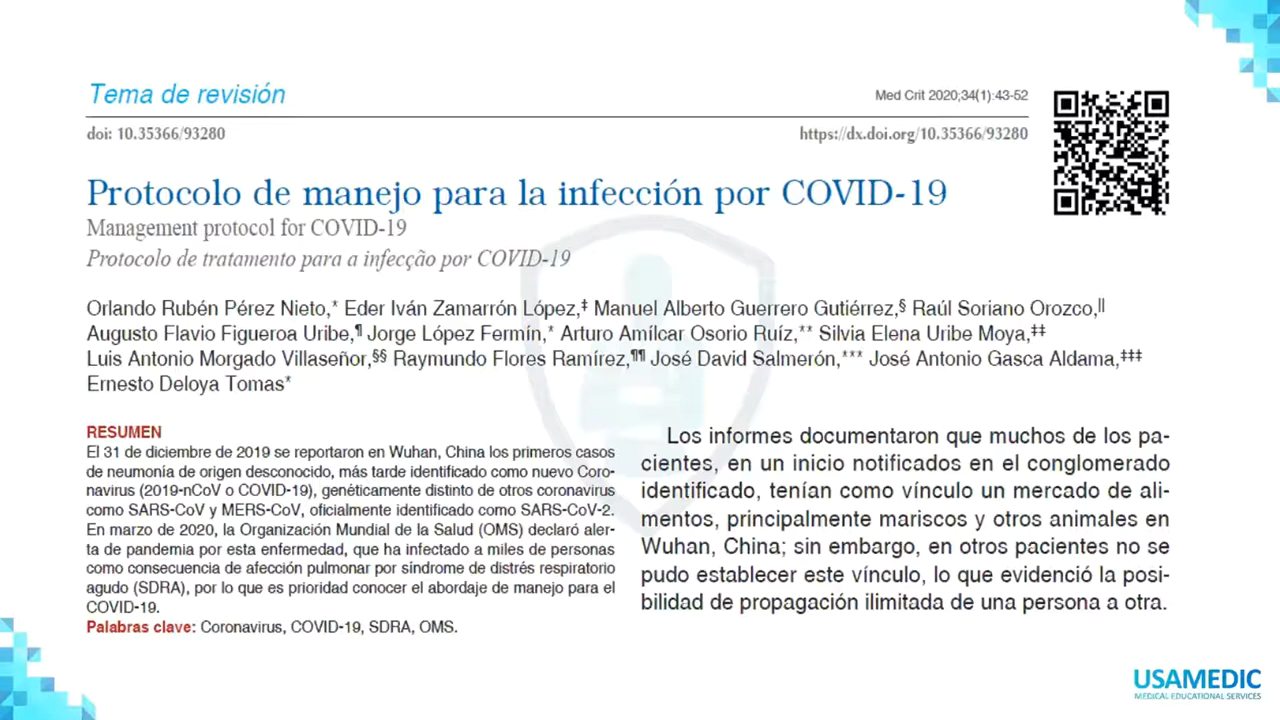 Tema de revisión
Med Crit 2020;34(1):43-52
doi: 10.35366/93280
https://dx.doi.org/10.35366/93280
Protocolo de manejo para la infección por COVID-19
Management protocol for COVID-19
Protocolo de tratamento para a infecção por COVID-19
Orlando Rubén Pérez Nieto,* Eder Iván Zamarrón López,‡ Manuel Alberto Guerrero Gutiérrez,§ Raúl Soriano Orozco,||
Augusto Flavio Figueroa Uribe,¶ Jorge López Fermín,* Arturo Amílcar Osorio Ruíz,** Silvia Elena Uribe Moya,‡‡
Luis Antonio Morgado Villaseñor,§§ Raymundo Flores Ramírez,¶¶ José David Salmerón,*** José Antonio Gasca Aldama,‡‡‡
Ernesto Deloya Tomas*
RESUMEN
El 31 de diciembre de 2019 se reportaron en Wuhan, China los primeros casos
de neumonía de origen desconocido, más tarde identificado como nuevo Coro-
navirus (2019-nCoV o COVID-19), genéticamente distinto de otros coronavirus
como SARS-CoV y MERS-CoV, oficialmente identificado como SARS-CoV-2.
En marzo de 2020, la Organización Mundial de la Salud (OMS) declaró aler-
ta de pandemia por esta enfermedad, que ha infectado a miles de personas
como consecuencia de afección pulmonar por síndrome de distrés respiratorio
agudo (SDRA), por lo que es prioridad conocer el abordaje de manejo para el
COVID-19.
Palabras clave: Coronavirus, COVID-19, SDRA, OMS.
Los informes documentaron que muchos de los pa-
cientes, en un inicio notificados en el conglomerado
identificado, tenían como vínculo un mercado de ali-
mentos, principalmente mariscos y otros animales en
Wuhan, China; sin embargo, en otros pacientes no se
pudo establecer este vínculo, lo que evidenció la posi-
bilidad de propagación ilimitada de una persona a otra.
USAMEDIC
MEDICAL EDUCATIONAL SERVICES